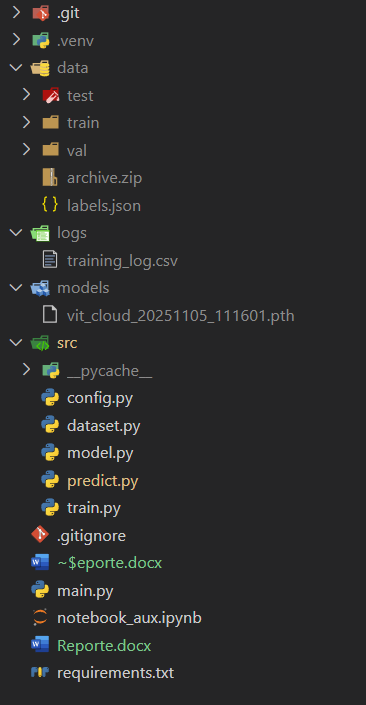 .git
.venv
data
test
train
val
archive.zip
labels.json
logs
training_log.csv
models
vit_cloud_20251105_111601.pth
src
__pycache__
config.py
dataset.py
model.py
predict.py
train.py
.gitignore
~$eporte.docx
main.py
notebook_aux.ipynb
Reporte.docx
requirements.txt